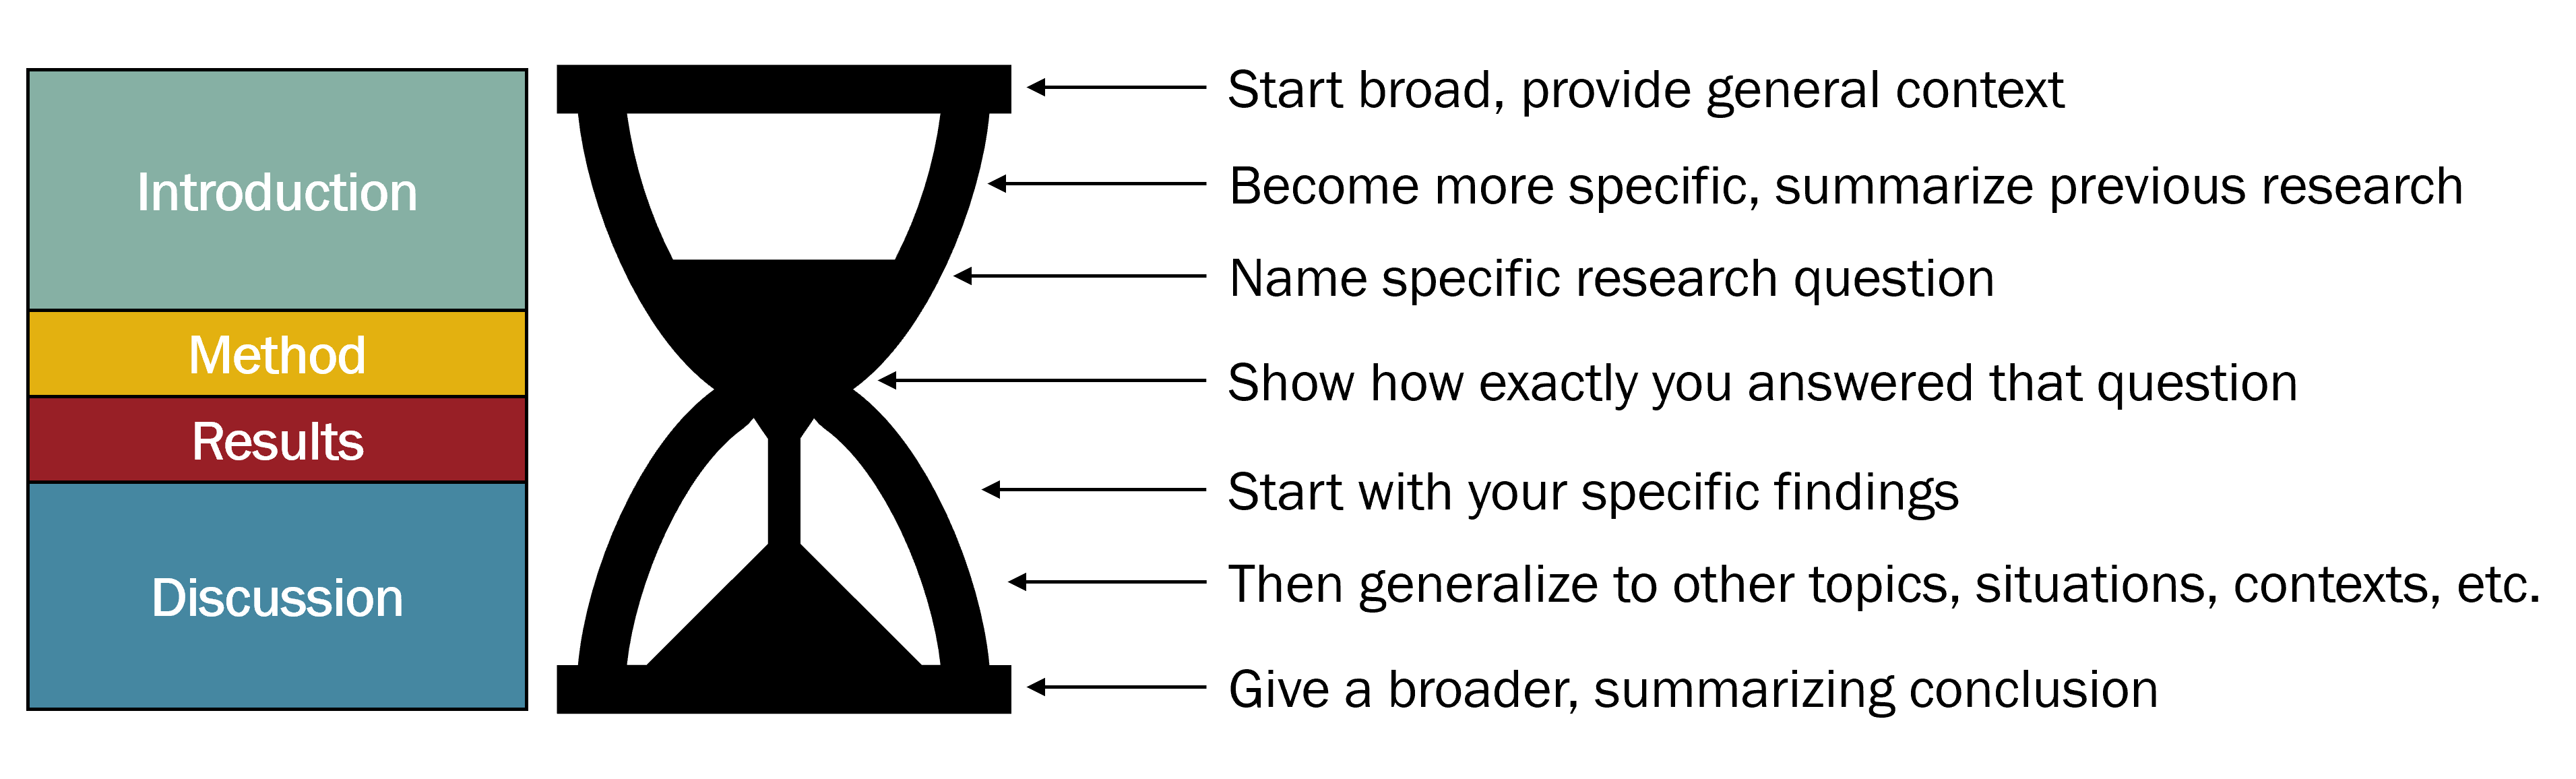 Introduction
Method
Results
Discussion
Start broad, provide general context
Become more specific, summarize previous research
Name specific research question
Show how exactly you answered that question
Start with your specific findings
Then generalize to other topics, situations, contexts, etc.
Give a broader, summarizing conclusion